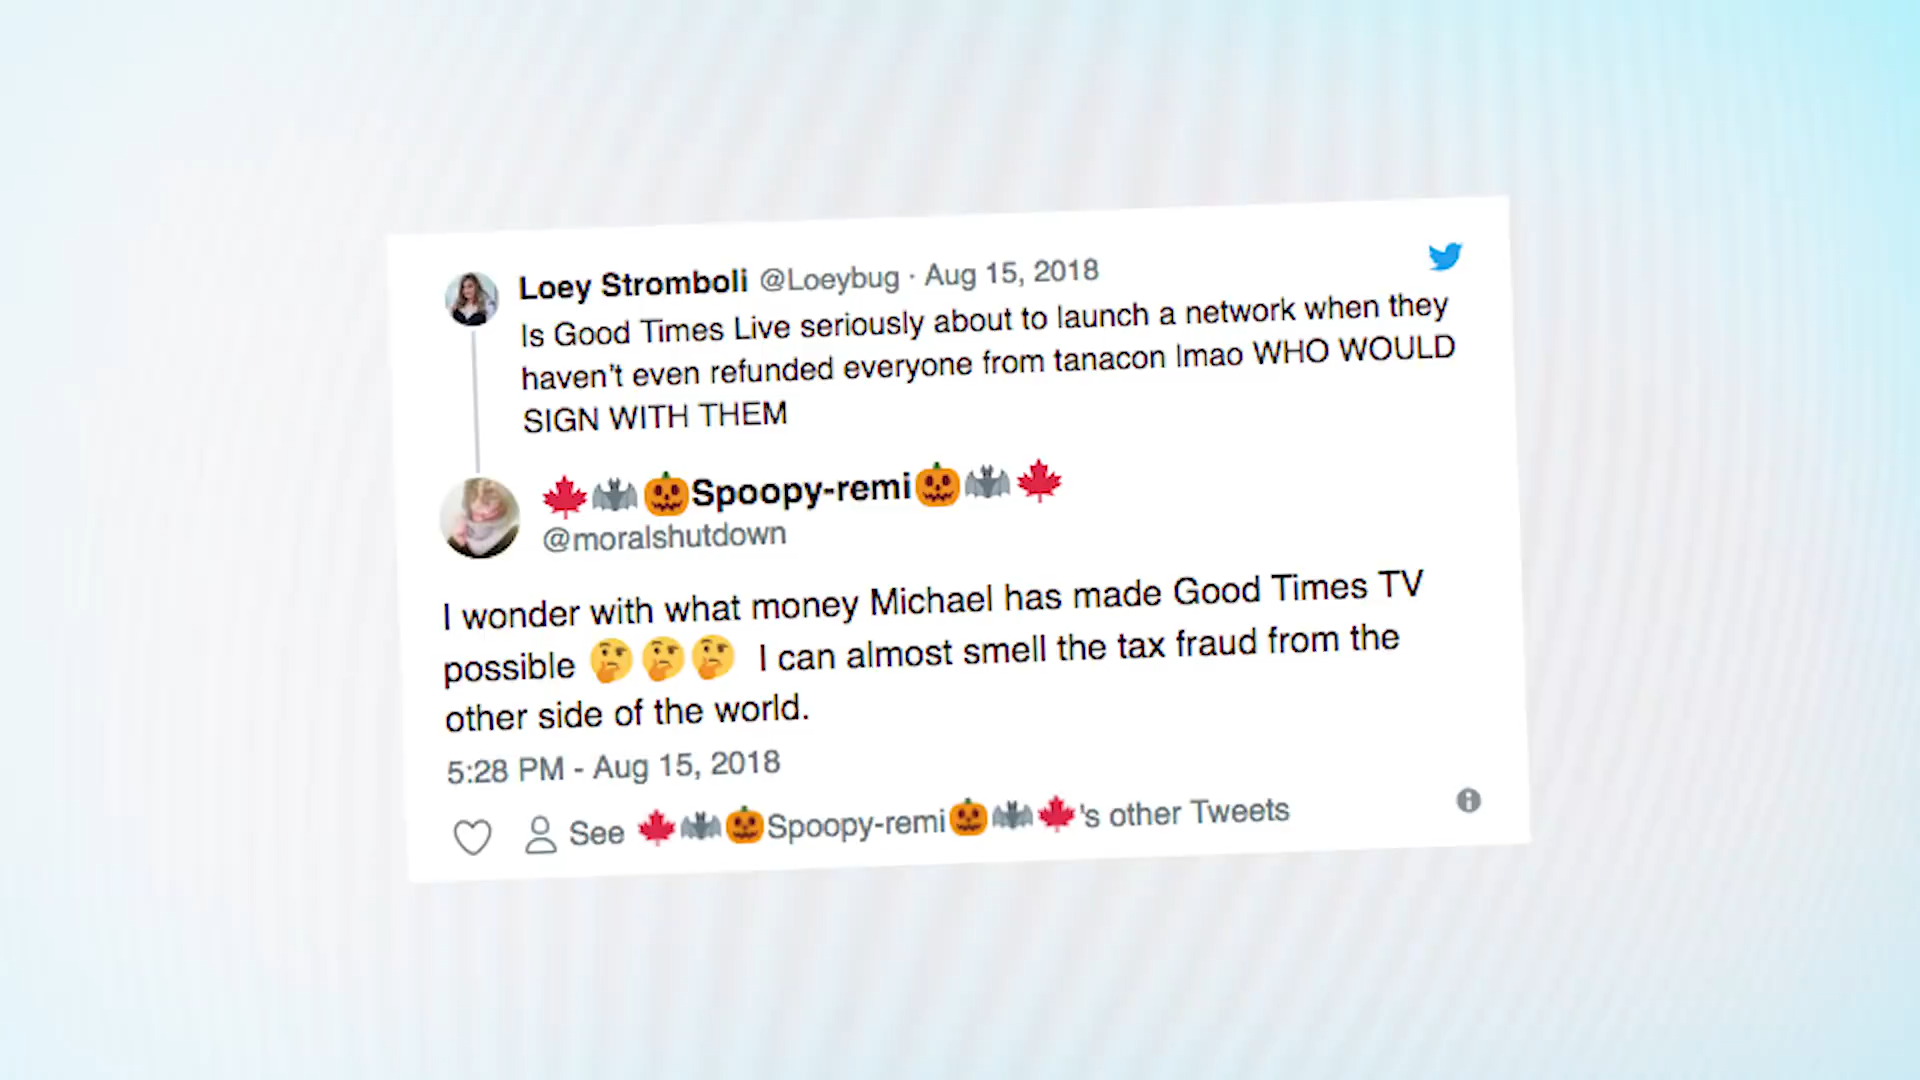 Loey Stromboli @Loeybug · Aug 15, 2018
Is Good Times Live seriously about to launch a network when they
haven't even refunded everyone from tanacon lmao WHO WOULD
SIGN WITH THEM
🍁🦇🎃Spoopy-remi🎃🦇🍁
@moralshutdown
I wonder with what money Michael has made Good Times TV
possible 🤔🤔🤔 I can almost smell the tax fraud from the
other side of the world.
5:28 PM - Aug 15, 2018
See 🍁🦇🎃Spoopy-remi🎃🦇🍁's other Tweets